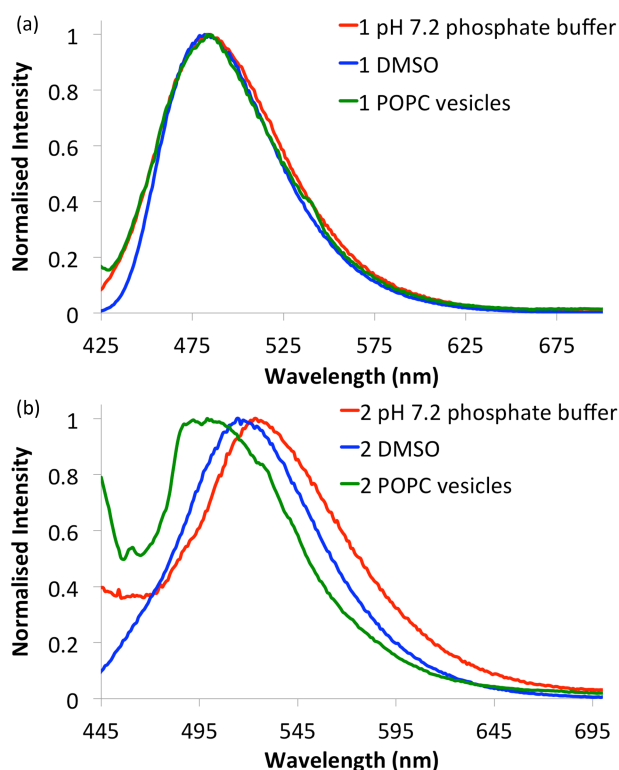 (a)
1 pH 7.2 phosphate buffer
1 DMSO
1 POPC vesicles
Normalised Intensity
1
0.8
0.6
0.4
0.2
0
425 475 525 575 625 675
Wavelength (nm)
(b)
2 pH 7.2 phosphate buffer
2 DMSO
2 POPC vesicles
Normalised Intensity
1
0.8
0.6
0.4
0.2
0
445 495 545 595 645 695
Wavelength (nm)